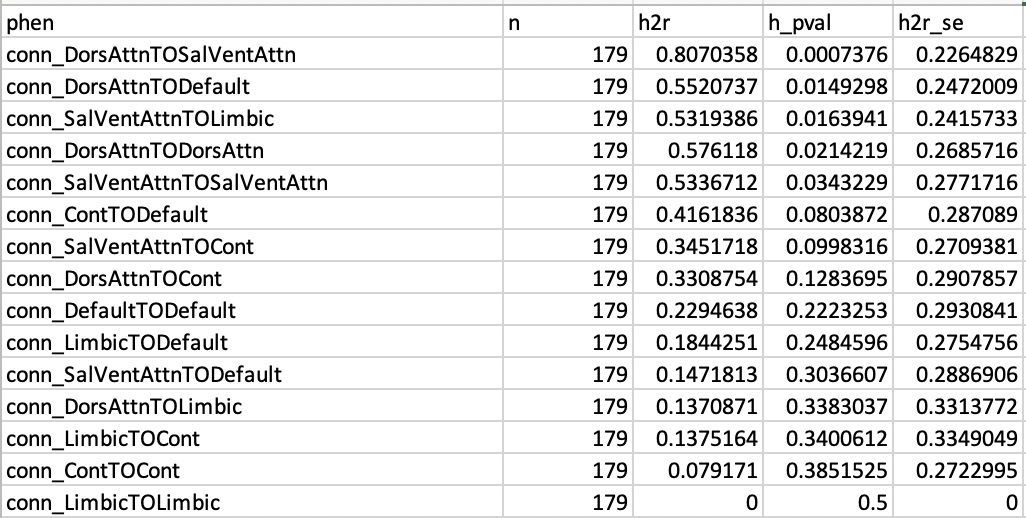 phen n h2r h_pval h2r_se
conn_DorsAttnTOSalVentAttn 179 0.8070358 0.0007376 0.2264829
conn_DorsAttnTODefault 179 0.5520737 0.0149298 0.2472009
conn_SalVentAttnTOLimbic 179 0.5319386 0.0163941 0.2415733
conn_DorsAttnTODorsAttn 179 0.576118 0.0214219 0.2685716
conn_SalVentAttnTOSalVentAttn 179 0.5336712 0.0343229 0.2771716
conn_ContTODefault 179 0.4161836 0.0803872 0.287089
conn_SalVentAttnTOCont 179 0.3451718 0.0998316 0.2709381
conn_DorsAttnTOCont 179 0.3308754 0.1283695 0.2907857
conn_DefaultTODefault 179 0.2294638 0.2223253 0.2930841
conn_LimbicTODefault 179 0.1844251 0.2484596 0.2754756
conn_SalVentAttnTODefault 179 0.1471813 0.3036607 0.2886906
conn_DorsAttnTOLimbic 179 0.1370871 0.3383037 0.3313772
conn_LimbicTOCont 179 0.1375164 0.3400612 0.3349049
conn_ContTOCont 179 0.079171 0.3851525 0.2722995
conn_LimbicTOLimbic 179 0 0.5 0